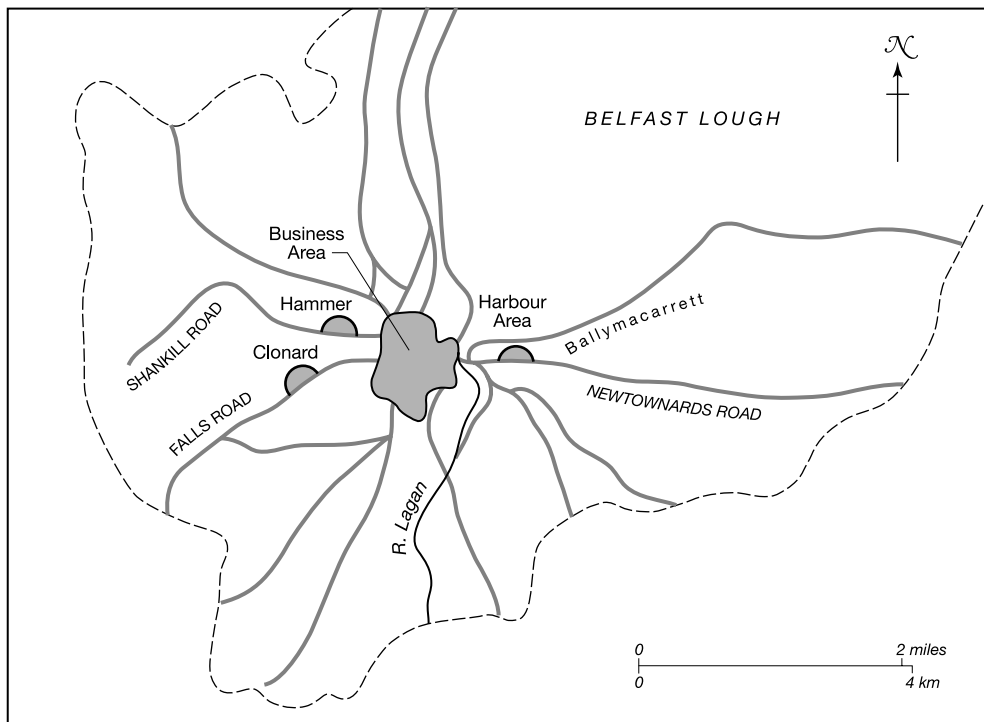 N
BELFAST LOUGH
Business
Area
Hammer
Harbour
Area
Ballymacarrett
SHANKILL ROAD
Clonard
NEWTOWNARDS ROAD
FALLS ROAD
R. Lagan
0 2 miles
0 4 km